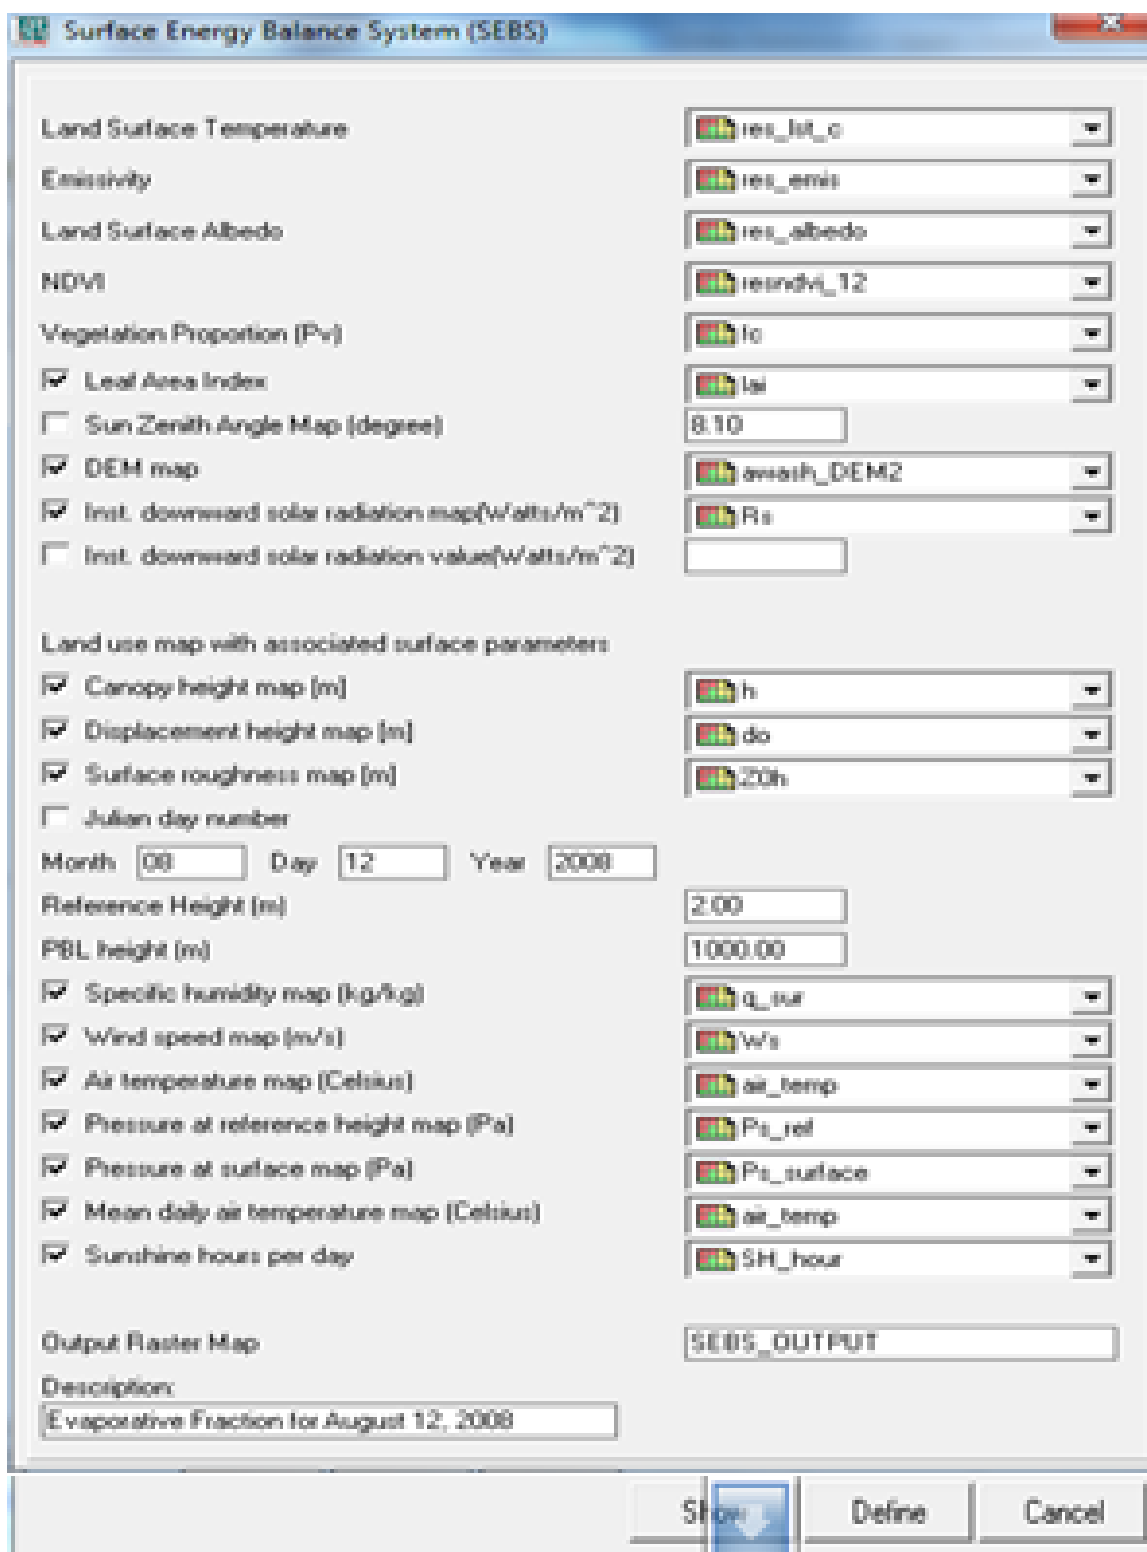 Surface Energy Balance System (SEBS)
Land Surface Temperature res_lst_c
Emissivity res_emis
Land Surface Albedo res_albedo
NDVI resndvi_12
Vegetation Proportion (Pv) fc
Leaf Area Index lai
Sun Zenith Angle Map (degree) 8.10
DEM map awash_DEM2
Inst. downward solar radiation map(Watts/m^2) Rs
Inst. downward solar radiation value(Watts/m^2)
Land use map with associated surface parameters
Canopy height map [m] h
Displacement height map [m] do
Surface roughness map [m] Z0h
Julian day number
Month 08 Day 12 Year 2008
Reference Height (m) 2.00
PBL height (m) 1000.00
Specific humidity map (kg/kg) q_sur
Wind speed map (m/s) Ws
Air temperature map (Celsius) air_temp
Pressure at reference height map (Pa) Ps_ref
Pressure at surface map (Pa) Ps_surface
Mean daily air temperature map (Celsius) air_temp
Sunshine hours per day SH_hour
Output Raster Map SEBS_OUTPUT
Description:
Evaporative Fraction for August 12, 2008
Show Define Cancel